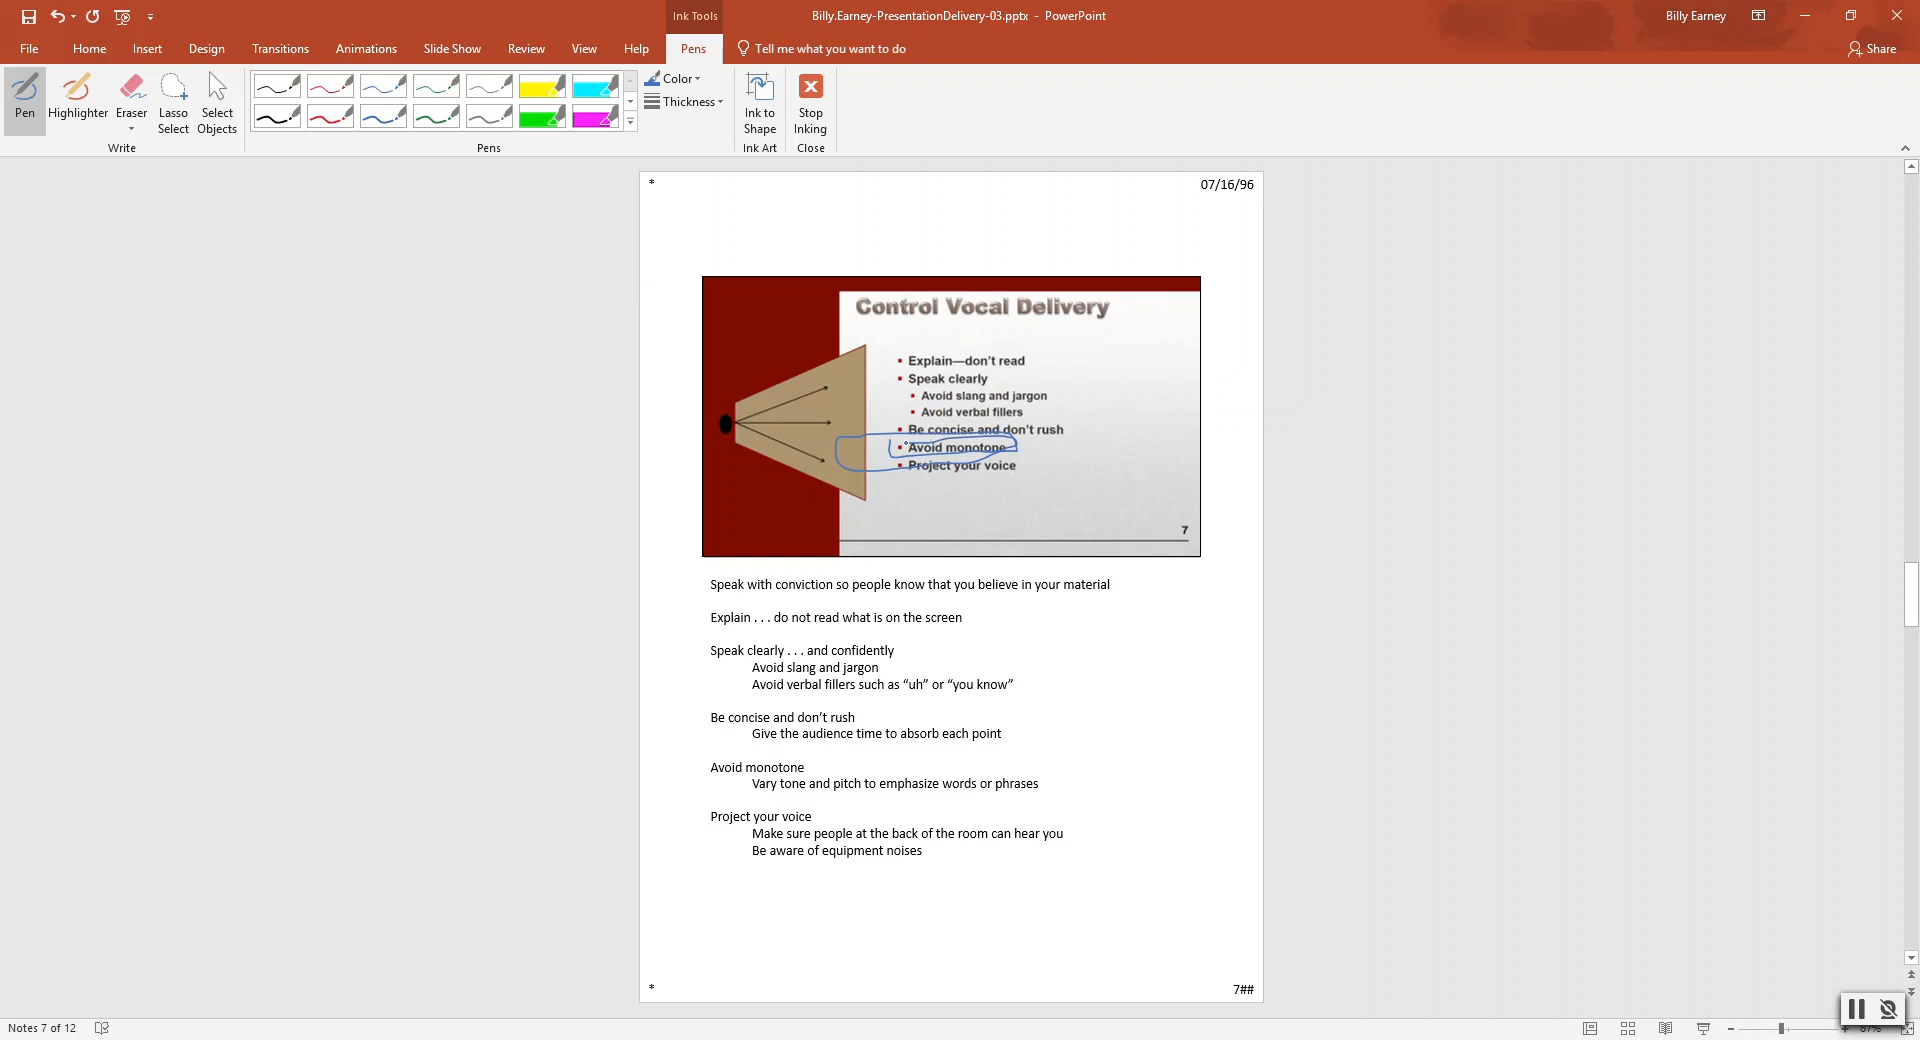 Ink Tools
Billy.Earney-PresentationDelivery-03.pptx - PowerPoint
Billy Earney
File Home Insert Design Transitions Animations Slide Show Review View Help Pens Tell me what you want to do Share
Pen
Highlighter
Eraser
Lasso Select
Select Objects
Color
Thickness
Ink to Shape
Stop Inking
Write
Pens
Ink Art
Close
*
07/16/96
Control Vocal Delivery
Explain—don't read
Speak clearly
Avoid slang and jargon
Avoid verbal fillers
Be concise and don't rush
Avoid monotone
Project your voice
7
Speak with conviction so people know that you believe in your material
Explain . . . do not read what is on the screen
Speak clearly . . . and confidently
Avoid slang and jargon
Avoid verbal fillers such as “uh” or “you know”
Be concise and don’t rush
Give the audience time to absorb each point
Avoid monotone
Vary tone and pitch to emphasize words or phrases
Project your voice
Make sure people at the back of the room can hear you
Be aware of equipment noises
*
7##
Notes 7 of 12
87%